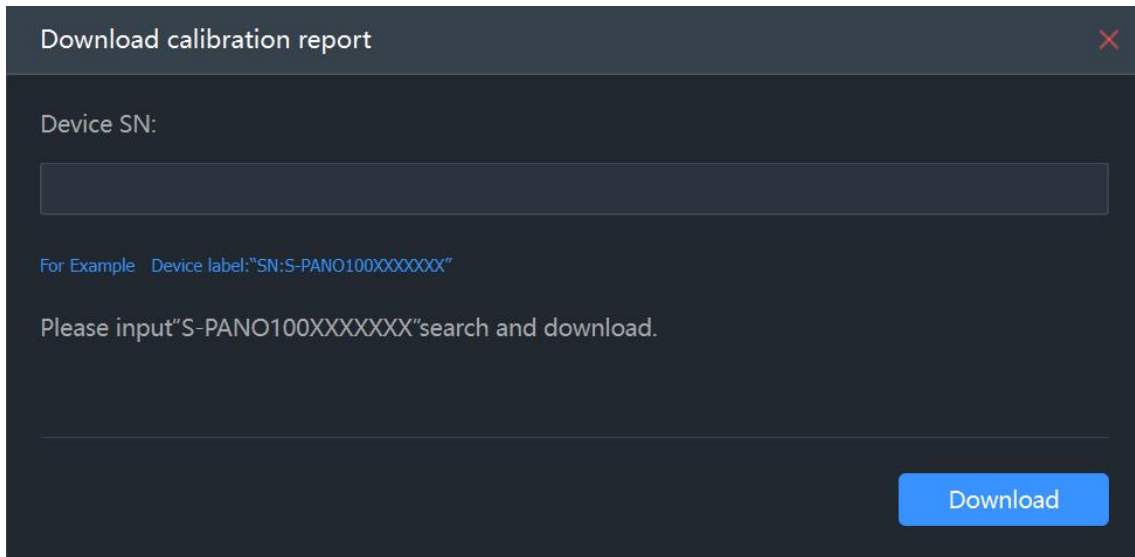 Download calibration report
Device SN:
For Example Device label:“SN:S-PANO100XXXXXXX”
Please input“S-PANO100XXXXXXX”search and download.
Download